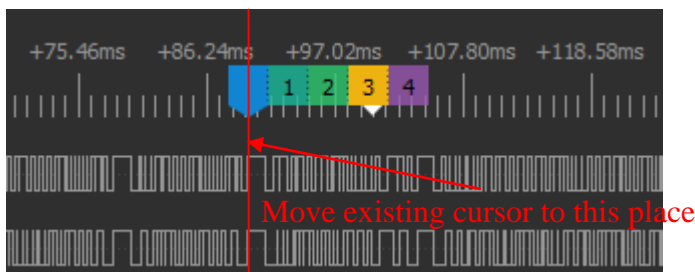 +75.46ms +86.24ms +97.02ms +107.80ms +118.58ms
1 2 3 4
Move existing cursor to this place